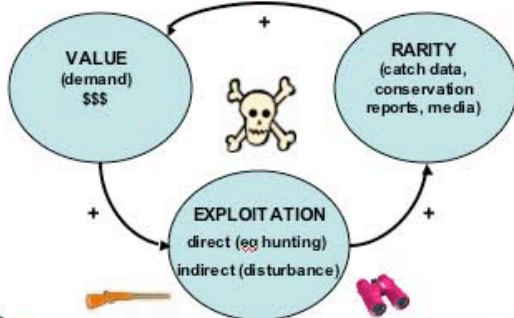 +
VALUE
(demand)
$$$
RARITY
(catch data,
conservation
reports, media)
+
EXPLOITATION
direct (eg hunting)
indirect (disturbance)
+